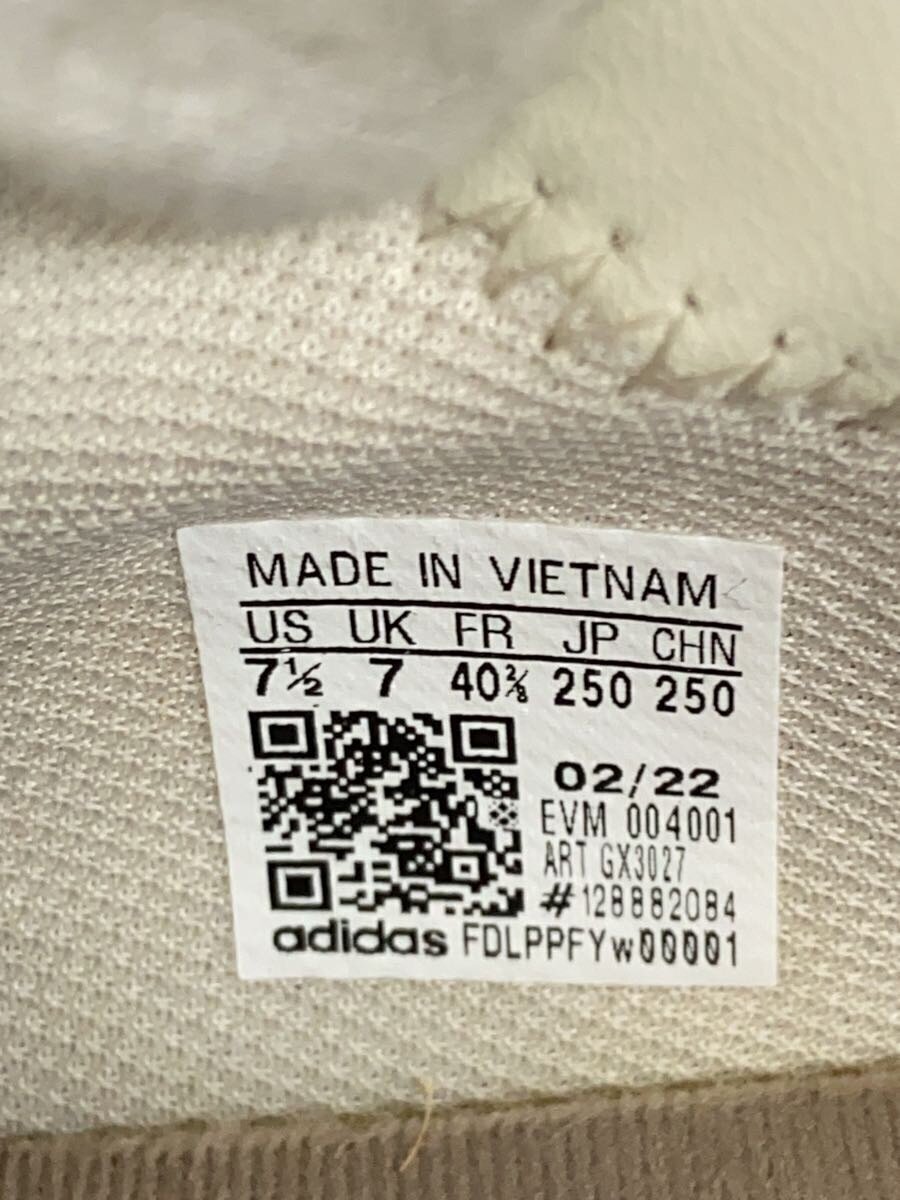 MADE IN VIETNAM
US UK FR JP CHN
7½ 7 40⅔ 250 250
02/22
EVM 004001
ART GX3027
#128882084
adidas FDLPPFYw00001